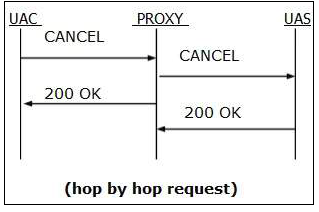 UAC PROXY UAS
CANCEL
CANCEL
200 OK
200 OK
(hop by hop request)